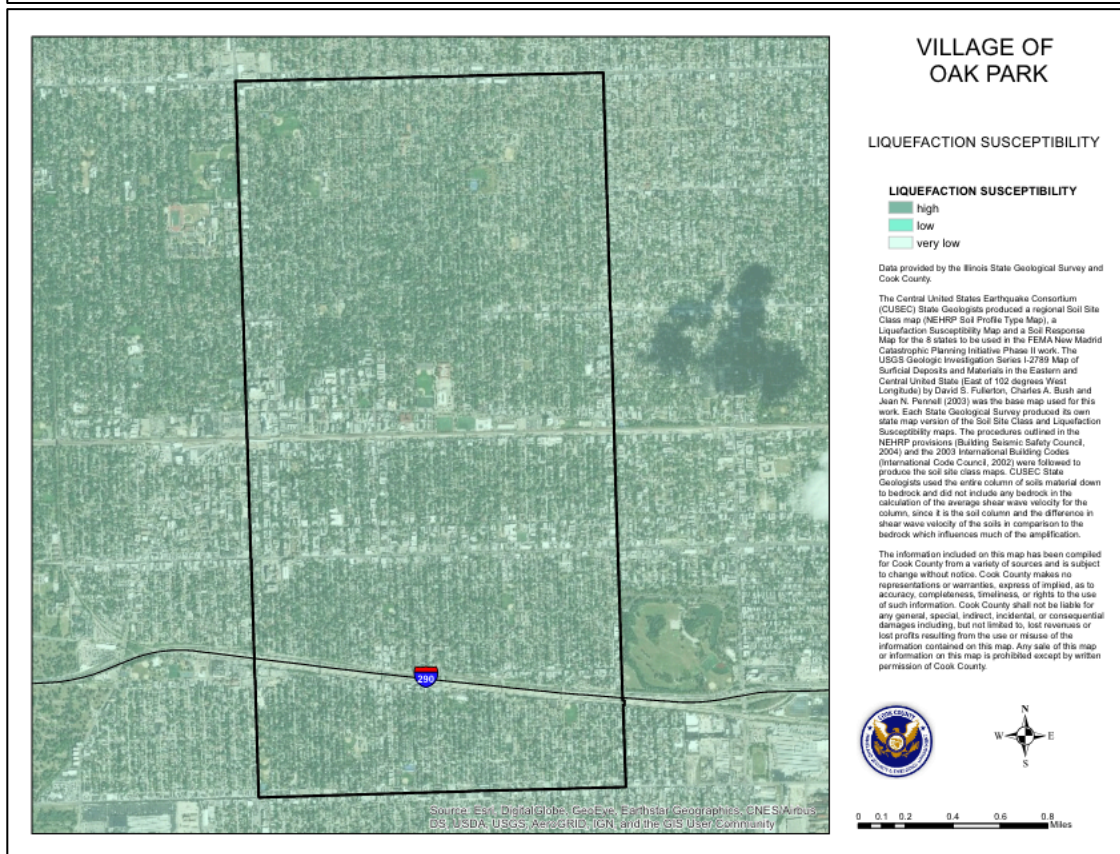 VILLAGE OF
OAK PARK
LIQUEFACTION SUSCEPTIBILITY
LIQUEFACTION SUSCEPTIBILITY
high
low
very low
Data provided by the Illinois State Geological Survey and
Cook County.
The Central United States Earthquake Consortium
(CUSEC) State Geologists produced a regional Soil Site
Class map (NEHRP Soil Profile Type Map), a
Liquefaction Susceptibility Map and a Soil Response
Map for the 8 states to be used in the FEMA New Madrid
Catastrophic Planning Initiative Phase II work. The
USGS Geologic Investigation Series I-2789 Map of
Surficial Deposits and Materials in the Eastern and
Central United State (East of 102 degrees West
Longitude) by David S. Fullerton, Charles A. Bush and
Jean N. Pennell (2003) was the base map used for this
work. Each State Geological Survey produced its own
state map version of the Soil Site Class and Liquefaction
Susceptibility maps. The procedures outlined in the
NEHRP provisions (Building Seismic Safety Council,
2004) and the 2003 International Building Codes
(International Code Council, 2002) were followed to
produce the soil site class maps. CUSEC State
Geologists used the entire column of soils material down
to bedrock and did not include any bedrock in the
calculation of the average shear wave velocity for the
column, since it is the soil column and the difference in
shear wave velocity of the soils in comparison to the
bedrock which influences much of the amplification.
The information included on this map has been compiled
for Cook County from a variety of sources and is subject
to change without notice. Cook County makes no
representations or warranties, express of implied, as to
accuracy, completeness, timeliness, or rights to the use
of such information. Cook County shall not be liable for
any general, special, indirect, incidental, or consequential
damages including, but not limited to, lost revenues or
lost profits resulting from the use or misuse of the
information contained on this map. Any sale of this map
or information on this map is prohibited except by written
permission of Cook County.
290
COOK COUNTY
N
W E
S
Source: Esri, DigitalGlobe, GeoEye, Earthstar Geographics, CNES/Airbus
DS, USDA, USGS, AeroGRID, IGN, and the GIS User Community
0 0.1 0.2 0.4 0.6 0.8
Miles